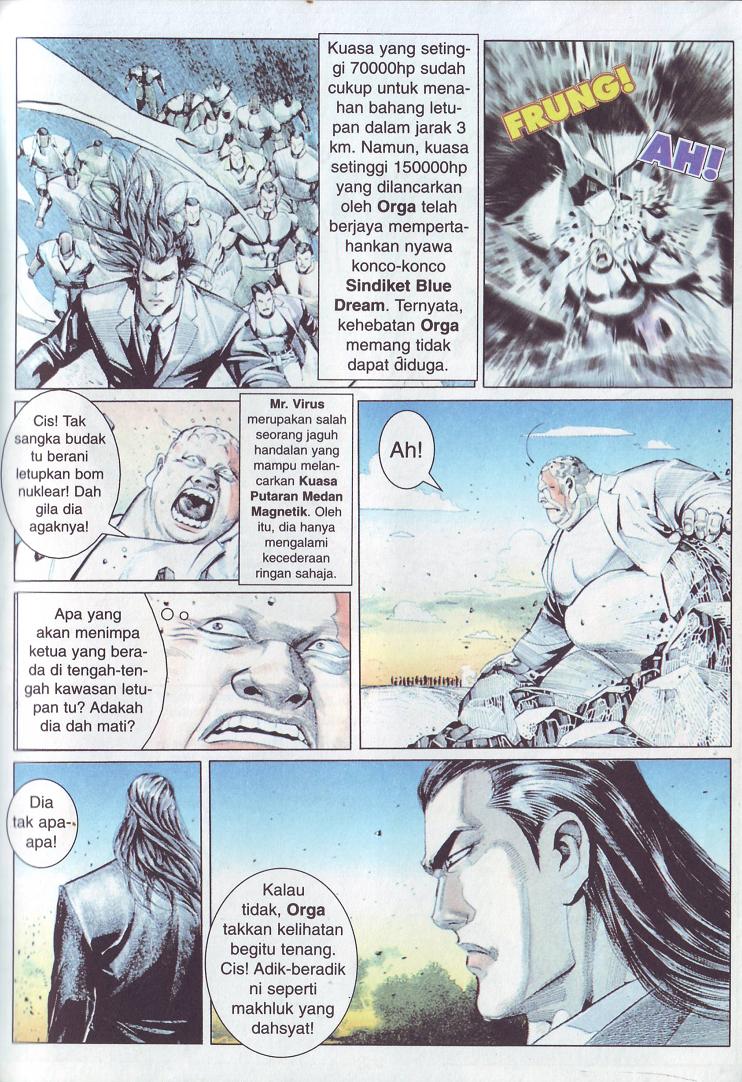 Kuasa yang seting-
gi 70000hp sudah
cukup untuk mena-
han bahang letu-
pan dalam jarak 3
km. Namun, kuasa
setinggi 150000hp
yang dilancarkan
oleh Orga telah
berjaya memperta-
hankan nyawa
konco-konco
Sindiket Blue
Dream. Ternyata,
kehebatan Orga
memang tidak
dapat diduga.
FRUNG!
AH!
Cis! Tak
sangka budak
tu berani
letupkan bom
nuklear! Dah
gila dia
agaknya!
Mr. Virus
merupakan salah
seorang jaguh
handalan yang
mampu melan-
carkan Kuasa
Putaran Medan
Magnetik. Oleh
itu, dia hanya
mengalami
kecederaan
ringan sahaja.
Ah!
Apa yang
akan menimpa
ketua yang bera-
da di tengah-ten-
gah kawasan letu-
pan tu? Adakah
dia dah mati?
Dia
tak apa-
apa!
Kalau
tidak, Orga
takkan kelihatan
begitu tenang.
Cis! Adik-beradik
ni seperti
makhluk yang
dahsyat!